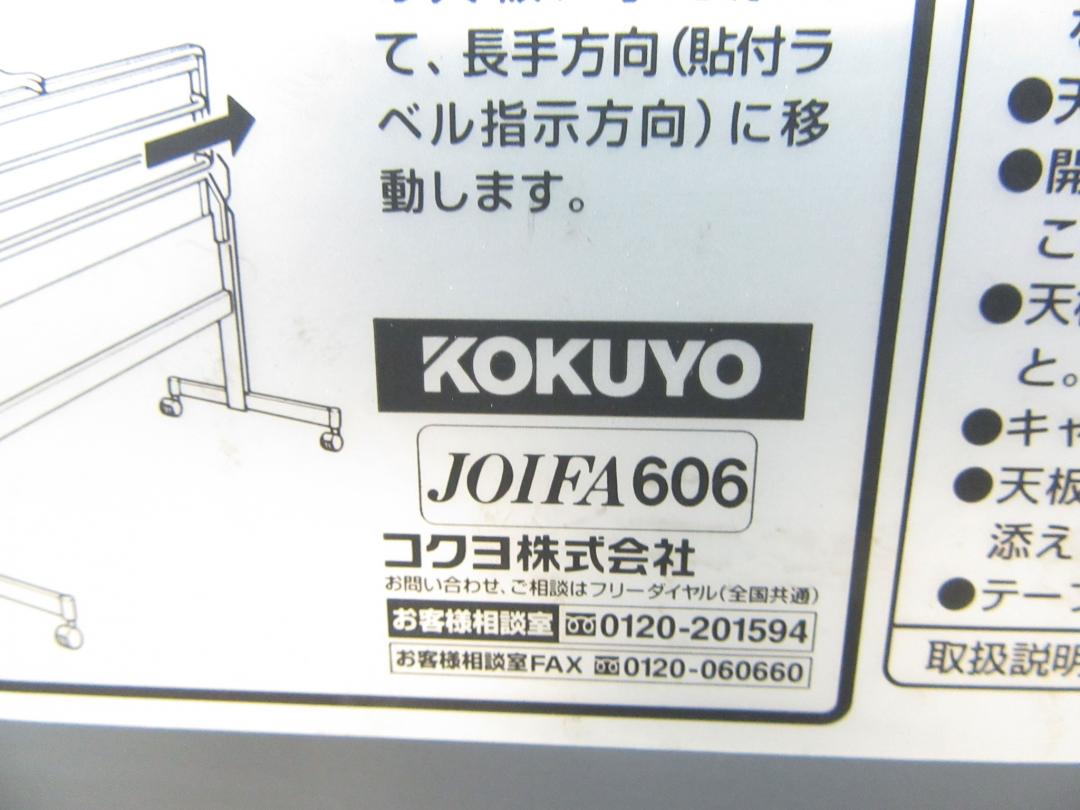 て、長手方向(貼付ラ
ベル指示方向)に移
動します。
KOKUYO
JOIFA606
コクヨ株式会社
お問い合わせ、ご相談はフリーダイヤル(全国共通)
お客様相談室 0120-201594
お客様相談室FAX 0120-060660
●天
●開
こ
●天板
と。
●キャ
●天板
添え
●テー
取扱説明